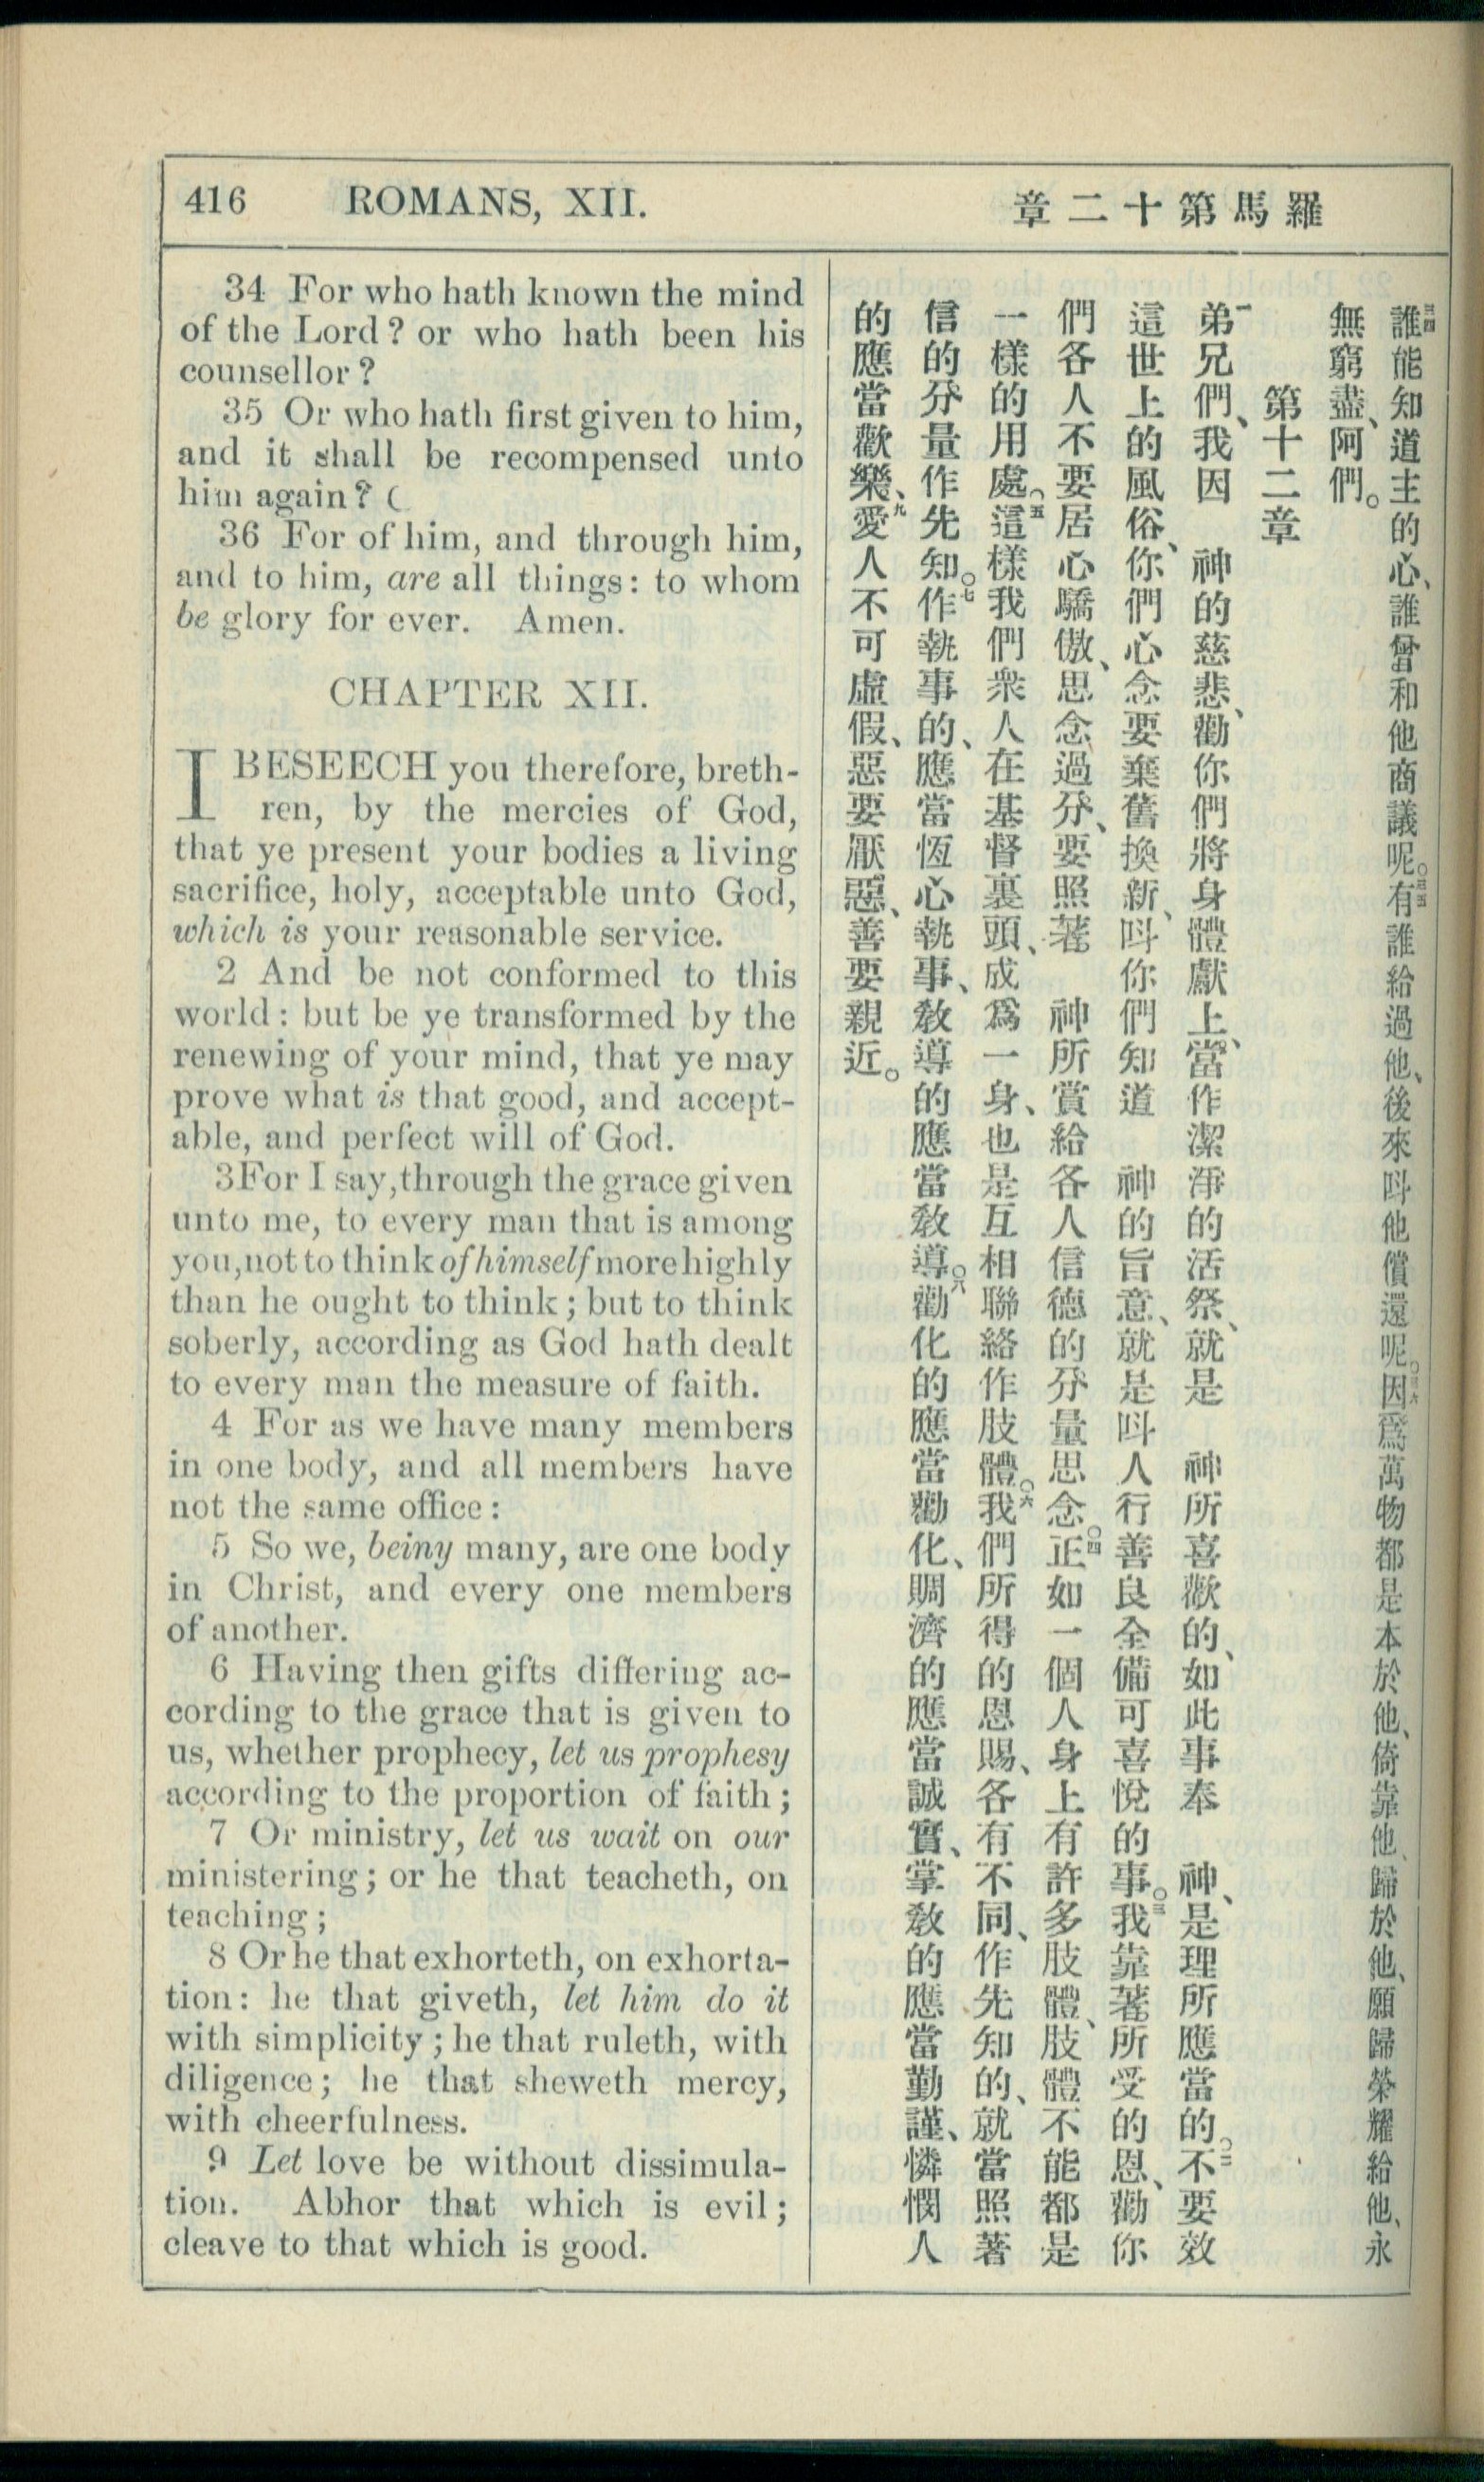 416 ROMANS, XII.
羅馬第十二章
34 For who hath known the mind
of the Lord? or who hath been his
counsellor?
35 Or who hath first given to him,
and it shall be recompensed unto
him again? (
36 For of him, and through him,
and to him, are all things: to whom
be glory for ever. Amen.
CHAPTER XII.
I BESEECH you therefore, breth-
ren, by the mercies of God,
that ye present your bodies a living
sacrifice, holy, acceptable unto God,
which is your reasonable service.
2 And be not conformed to this
world: but be ye transformed by the
renewing of your mind, that ye may
prove what is that good, and accept-
able, and perfect will of God.
3 For I say, through the grace given
unto me, to every man that is among
you, not to think of himself more highly
than he ought to think; but to think
soberly, according as God hath dealt
to every man the measure of faith.
4 For as we have many members
in one body, and all members have
not the same office:
5 So we, being many, are one body
in Christ, and every one members
of another.
6 Having then gifts differing ac-
cording to the grace that is given to
us, whether prophecy, let us prophesy
according to the proportion of faith;
7 Or ministry, let us wait on our
ministering; or he that teacheth, on
teaching;
8 Or he that exhorteth, on exhorta-
tion: he that giveth, let him do it
with simplicity; he that ruleth, with
diligence; he that sheweth mercy,
with cheerfulness.
9 Let love be without dissimula-
tion. Abhor that which is evil;
cleave to that which is good.
三四誰能知道主的心、誰曾和他商議呢。三五有誰給過他、後來呌他償還呢。三六因爲萬物都是本於他、倚靠他、歸於他、願歸榮耀給他、永
無窮盡、阿們。
第十二章
一弟兄們、我因 神的慈悲、勸你們將身體獻上、當作潔淨的活祭、就是 神所喜歡的、如此事奉 神、是理所應當的。二不要效
這世上的風俗、你們心念要棄舊換新、呌你們知道 神的旨意、就是呌人行善良全備可喜悅的事。三我靠著所受的恩、勸你
們各人不要居心驕傲、思念過分、要照著 神所賞給各人信德的分量思念。四正如一個人身上有許多肢體、肢體不能都是
一樣的用處。五這樣我們衆人在基督裏頭、成爲一身、也是互相聯絡作肢體。六我們所得的恩賜、各有不同、作先知的、就當照著
信的分量作先知。七作執事的、應當恆心執事、敎導的應當敎導。八勸化的應當勸化、賙濟的應當誠實、掌敎的應當勤謹、憐憫人
的應當歡樂、九愛人不可虛假、惡要厭惡、善要親近。